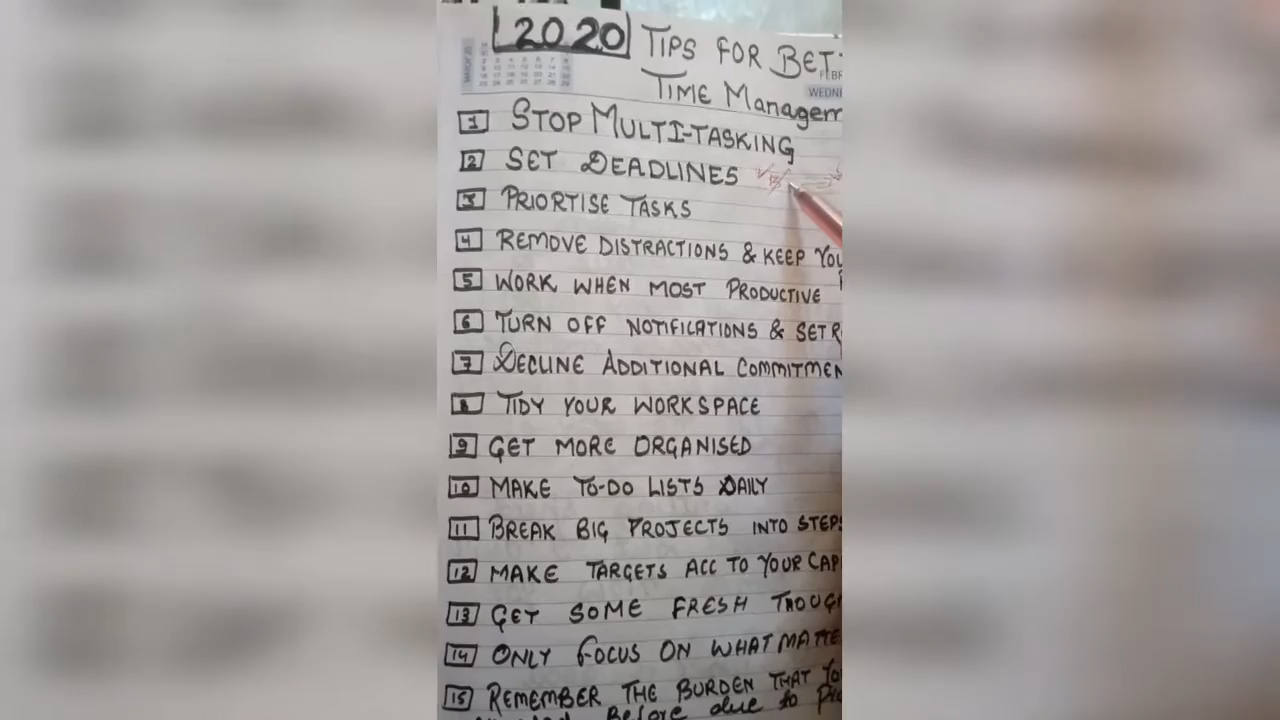 2020 TIPS FOR BET
TIME Managem
WEDNE
1 STOP MULTI-TASKING
2 SET DEADLINES
3 PRIORTISE TASKS
4 REMOVE DISTRACTIONS & KEEP YOU
5 WORK WHEN MOST PRODUCTIVE
6 TURN OFF NOTIFICATIONS & SET R
7 DECLINE ADDITIONAL COMMITMEN
8 TIDY YOUR WORKSPACE
9 GET MORE ORGANISED
10 MAKE TO-DO LISTS DAILY
11 BREAK BIG PROJECTS INTO STEPS
12 MAKE TARGETS ACC TO YOUR CAP
13 GET SOME FRESH THOUG
14 ONLY FOCUS ON WHAT MATTE
15 REMEMBER THE BURDEN THAT YO
Before due to